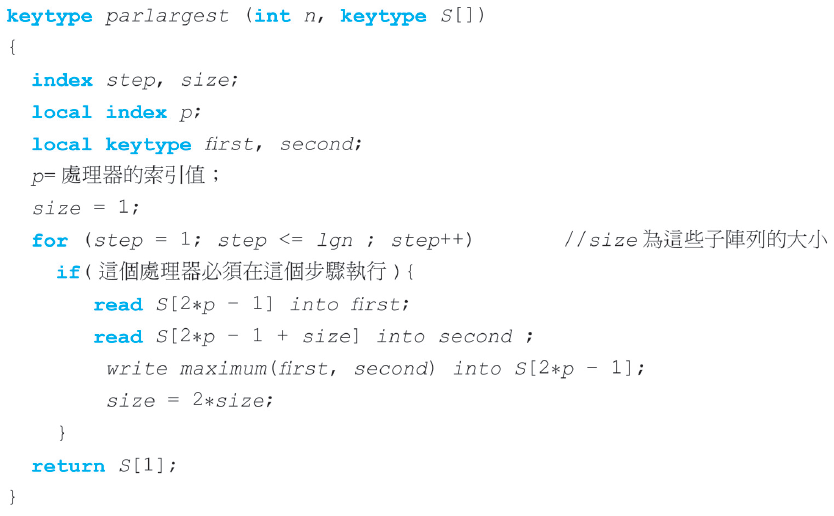 keytype parlargest (int n, keytype S[])
{
index step, size;
local index p;
local keytype first, second;
p= 處理器的索引值；
size = 1;
for (step = 1; step <= lgn ; step++) //size 為這些子陣列的大小
if( 這個處理器必須在這個步驟執行 ){
read S[2*p - 1] into first;
read S[2*p - 1 + size] into second ;
write maximum(first, second) into S[2*p - 1];
size = 2*size;
}
return S[1];
}